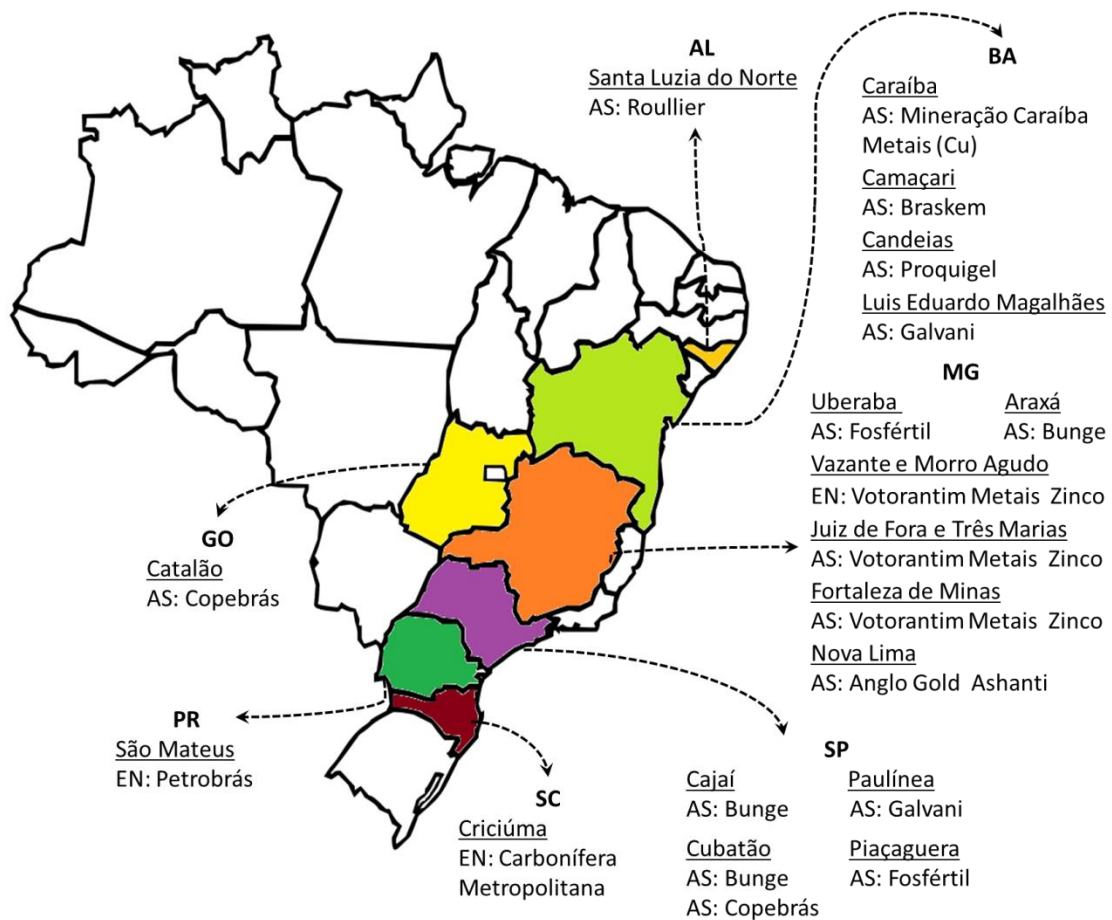 AL
Santa Luzia do Norte
AS: Roullier
BA
Caraíba
AS: Mineração Caraíba
Metais (Cu)
Camaçari
AS: Braskem
Candeias
AS: Proquigel
Luis Eduardo Magalhães
AS: Galvani
MG
Uberaba Araxá
AS: Fosfértil AS: Bunge
Vazante e Morro Agudo
EN: Votorantim Metais Zinco
Juiz de Fora e Três Marias
AS: Votorantim Metais Zinco
Fortaleza de Minas
AS: Votorantim Metais Zinco
Nova Lima
AS: Anglo Gold Ashanti
GO
Catalão
AS: Copebrás
PR
São Mateus
EN: Petrobrás
SC
Criciúma
EN: Carbonífera
Metropolitana
SP
Cajaí Paulínea
AS: Bunge AS: Galvani
Cubatão Piaçaguera
AS: Bunge AS: Fosfértil
AS: Copebrás